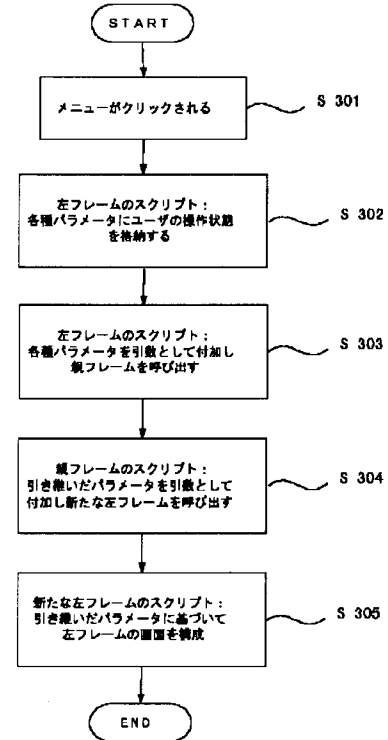 START
メニューがクリックされる
S 301
左フレームのスクリプト：
各種パラメータにユーザの操作状態
を格納する
S 302
左フレームのスクリプト：
各種パラメータを引数として付加し
親フレームを呼び出す
S 303
親フレームのスクリプト：
引き継いだパラメータを引数として
付加し新たな左フレームを呼び出す
S 304
新たな左フレームのスクリプト：
引き継いだパラメータに基づいて
左フレームの画面を構成
S 305
END